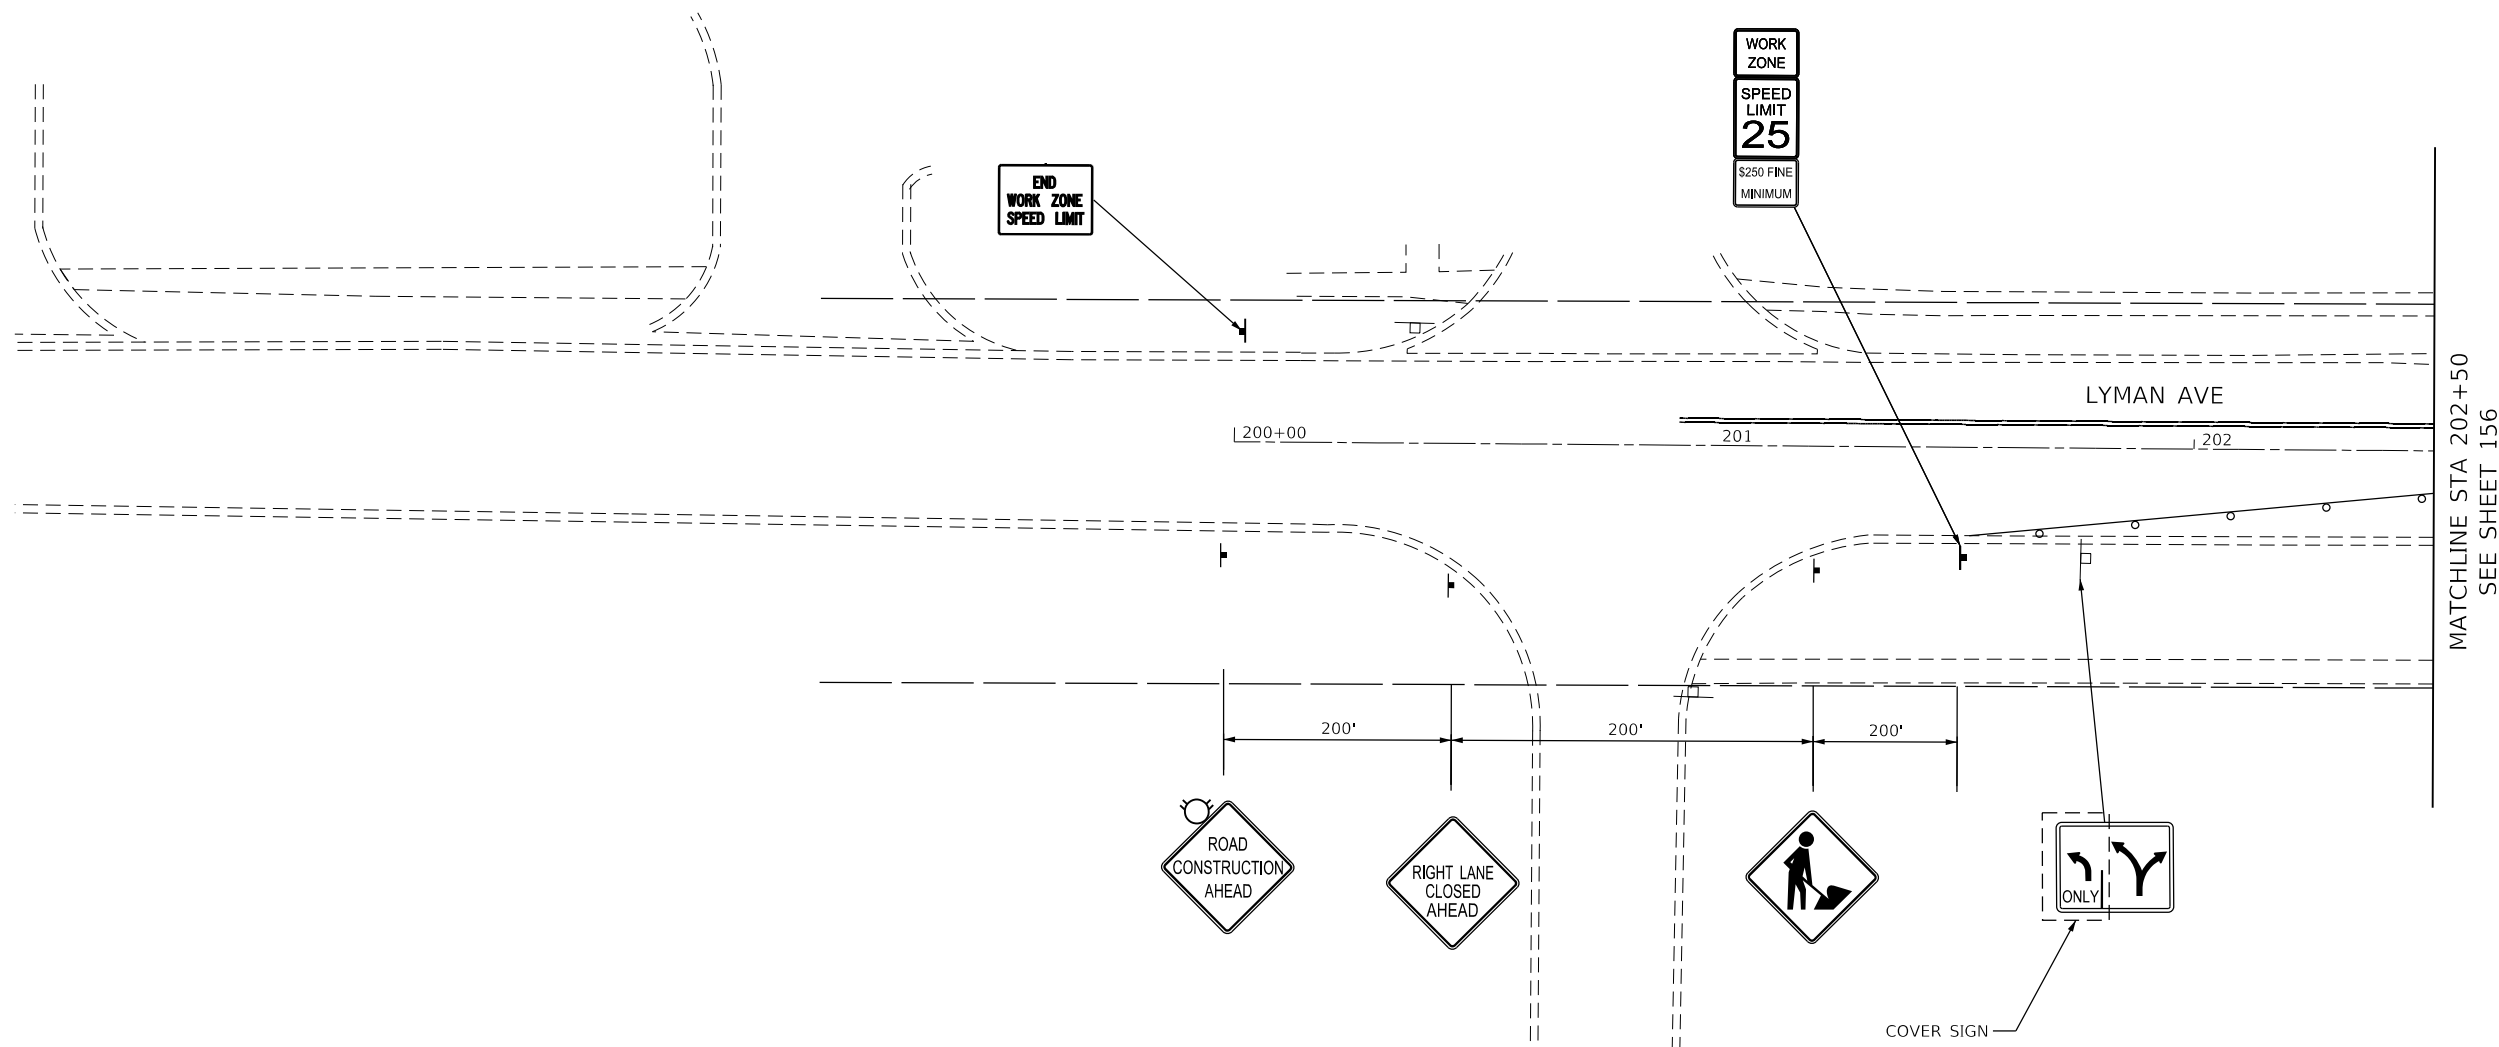 WORK
ZONE
SPEED
LIMIT
25
$250 FINE
MINIMUM
END
WORK ZONE
SPEED LIMIT
LYMAN AVE
200+00
201
202
MATCHLINE STA 202+50
SEE SHEET 156
200'
200'
200'
ROAD
CONSTRUCTION
AHEAD
RIGHT LANE
CLOSED
AHEAD
ONLY
COVER SIGN